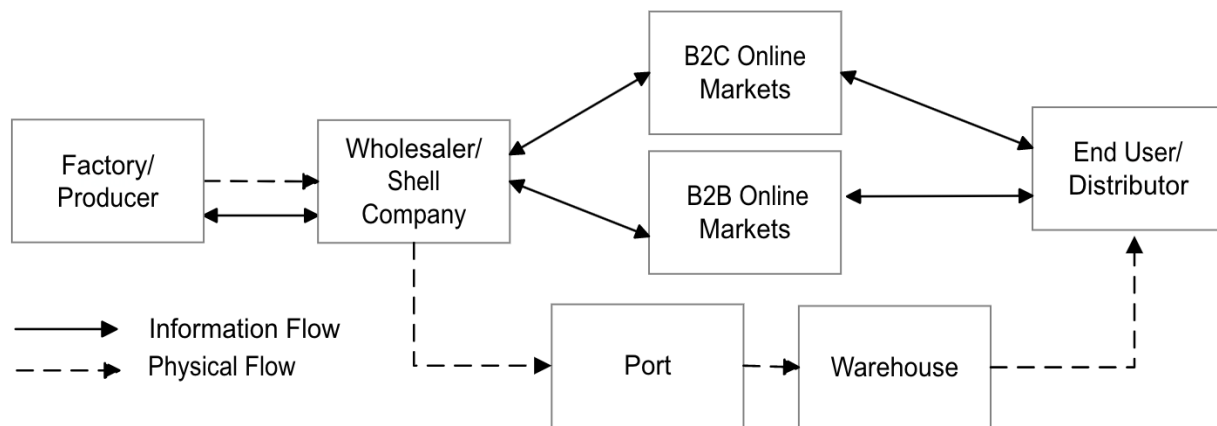 B2C Online
Markets
Factory/
Producer
Wholesaler/
Shell
Company
End User/
Distributor
B2B Online
Markets
Information Flow
Physical Flow
Port
Warehouse